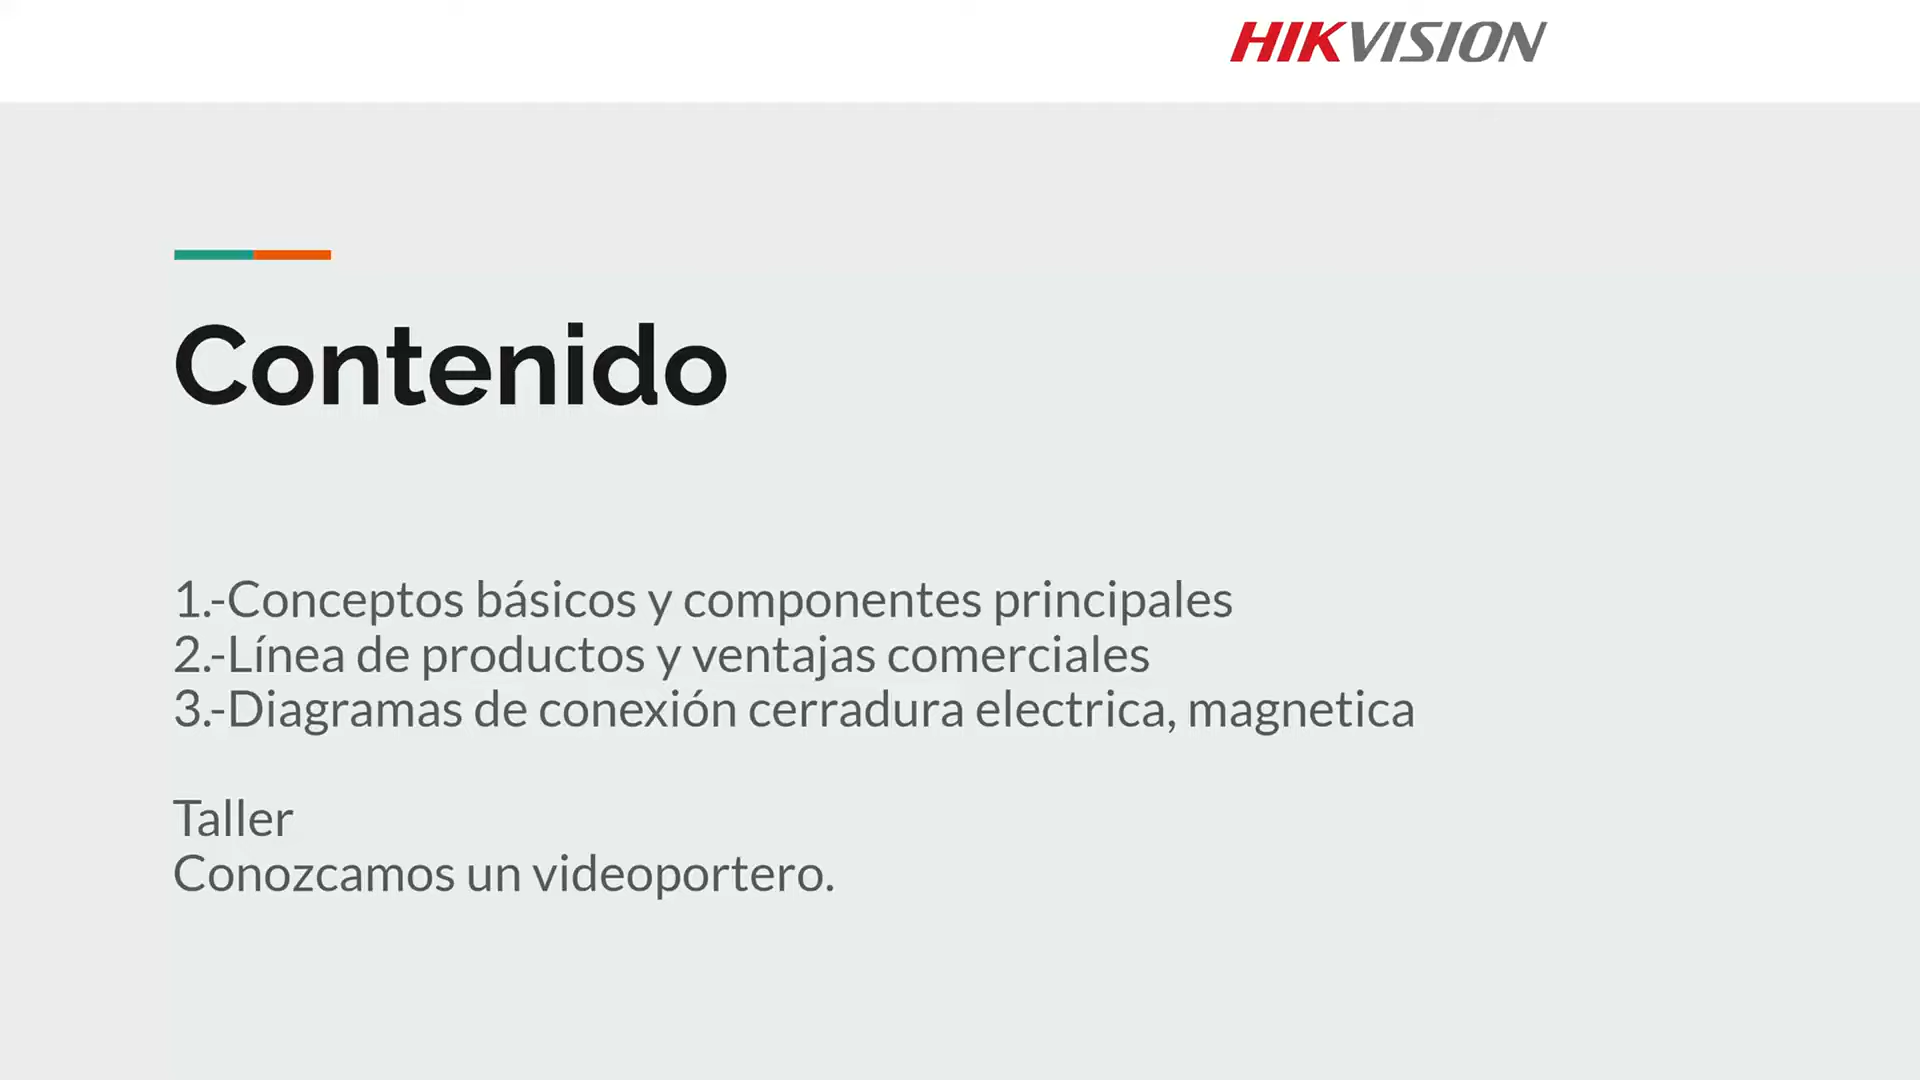 HIKVISION
Contenido
1.-Conceptos básicos y componentes principales
2.-Línea de productos y ventajas comerciales
3.-Diagramas de conexión cerradura electrica, magnetica
Taller
Conozcamos un videoportero.